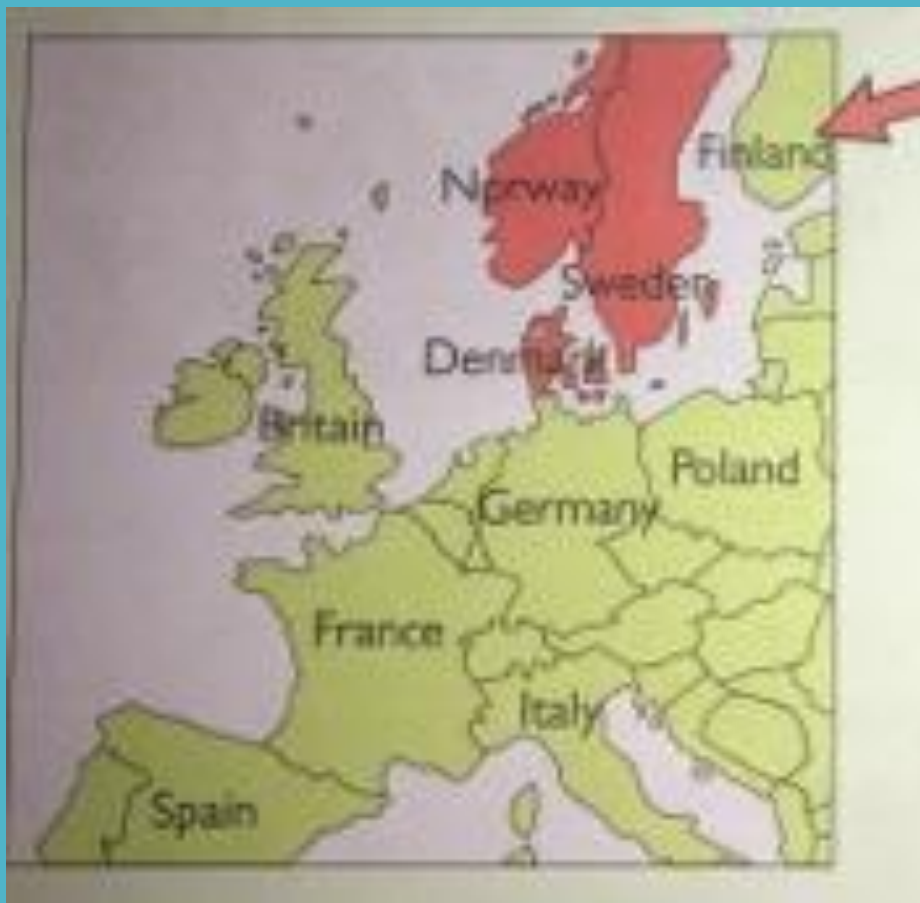 Finland
Norway
Sweden
Denmark
Britain
Poland
Germany
France
Italy
Spain